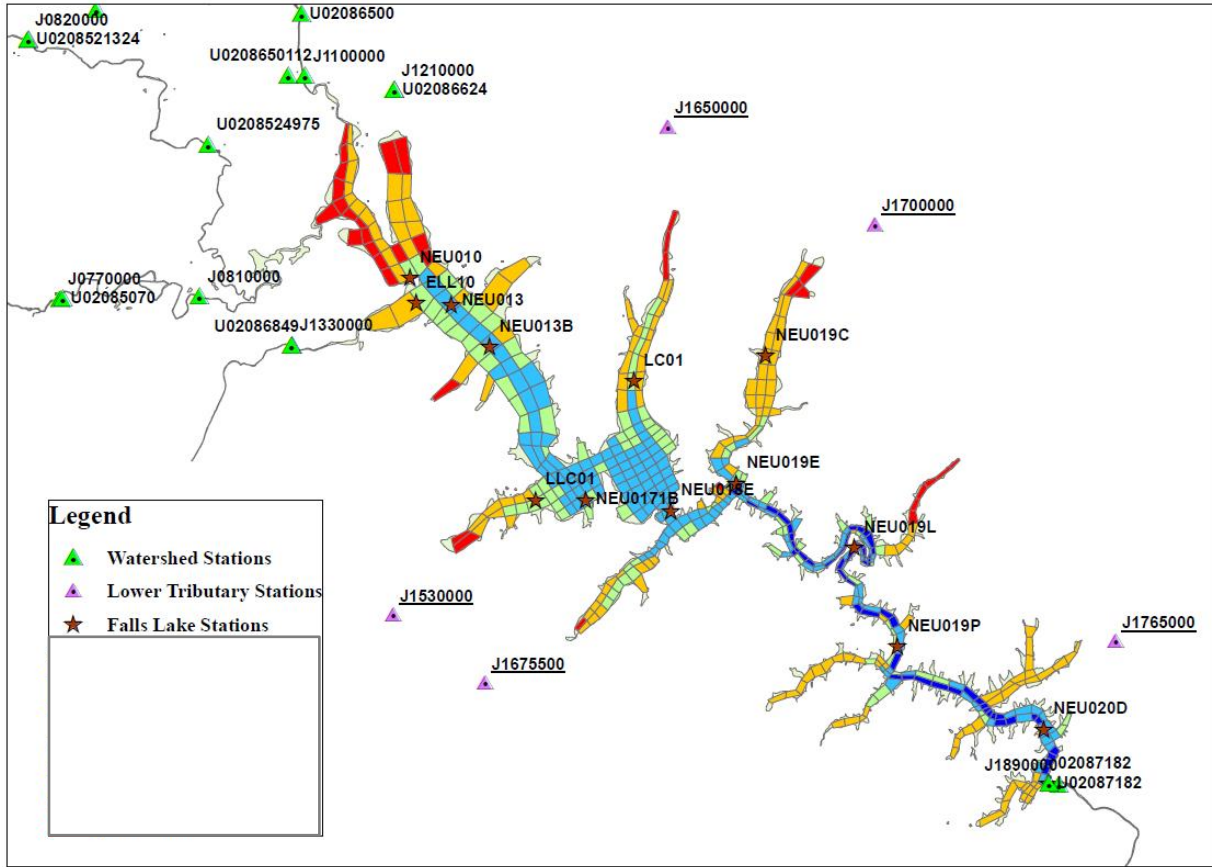 J0820000
U0208521324
U02086500
U0208650112
J1100000
J1210000
U02086624
J1650000
U0208524975
J1700000
NEU010
J0770000
U02085070
J0810000
ELL10
NEU013
U02086849
J1330000
NEU013B
NEU019C
LC01
NEU019E
LLC01
NEU0171B
NEU018E
NEU019L
Legend
Watershed Stations
Lower Tributary Stations
Falls Lake Stations
J1530000
J1675500
NEU019P
J1765000
NEU020D
J1890000
02087182
U02087182